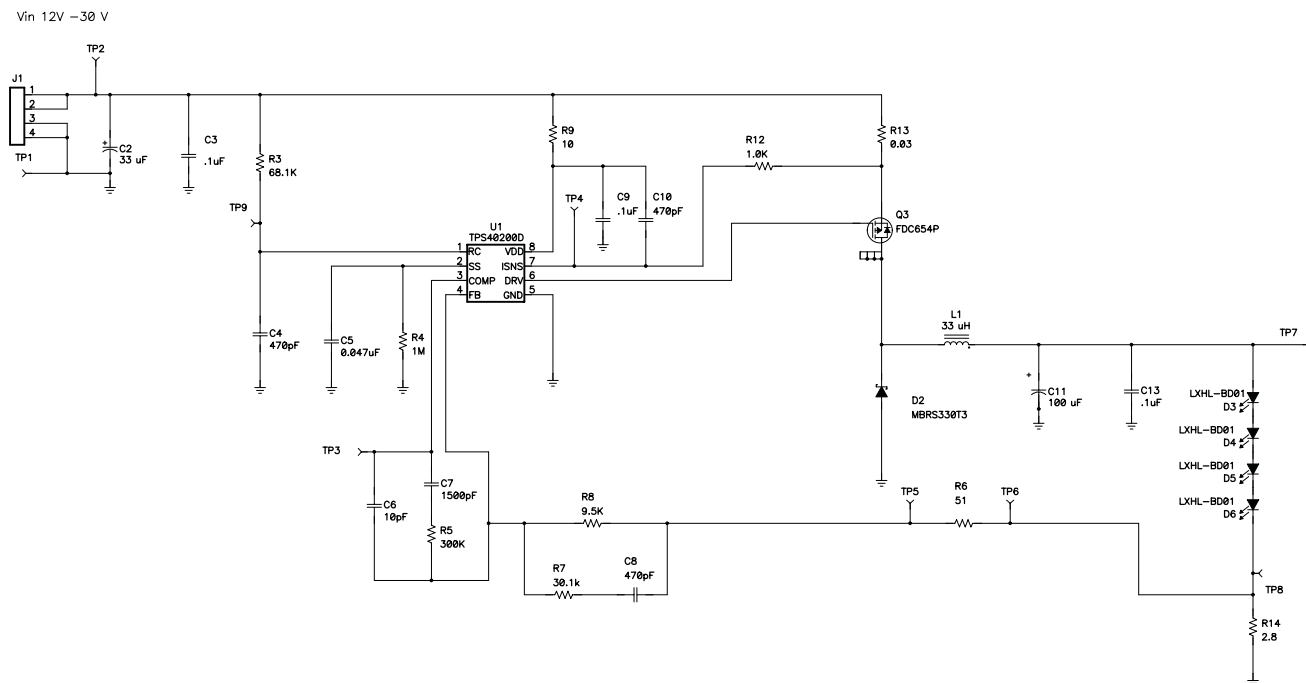 Vin 12V –30 V
TP2
J1
1
2
3
4
TP1
C2
33 uF
C3
.1uF
R3
68.1K
R9
10
R12
1.0K
R13
0.03
TP9
TP4
C9
.1uF
C10
470pF
Q3
FDC654P
U1
TPS40200D
1 RC VDD 8
2 SS ISNS 7
3 COMP DRV 6
4 FB GND 5
C4
470pF
C5
0.047uF
R4
1M
L1
33 uH
TP7
D2
MBRS330T3
C11
100 uF
C13
.1uF
LXHL–BD01
D3
LXHL–BD01
D4
LXHL–BD01
D5
LXHL–BD01
D6
TP3
C6
10pF
C7
1500pF
R5
300K
R8
9.5K
R7
30.1k
C8
470pF
TP5
R6
51
TP6
TP8
R14
2.8